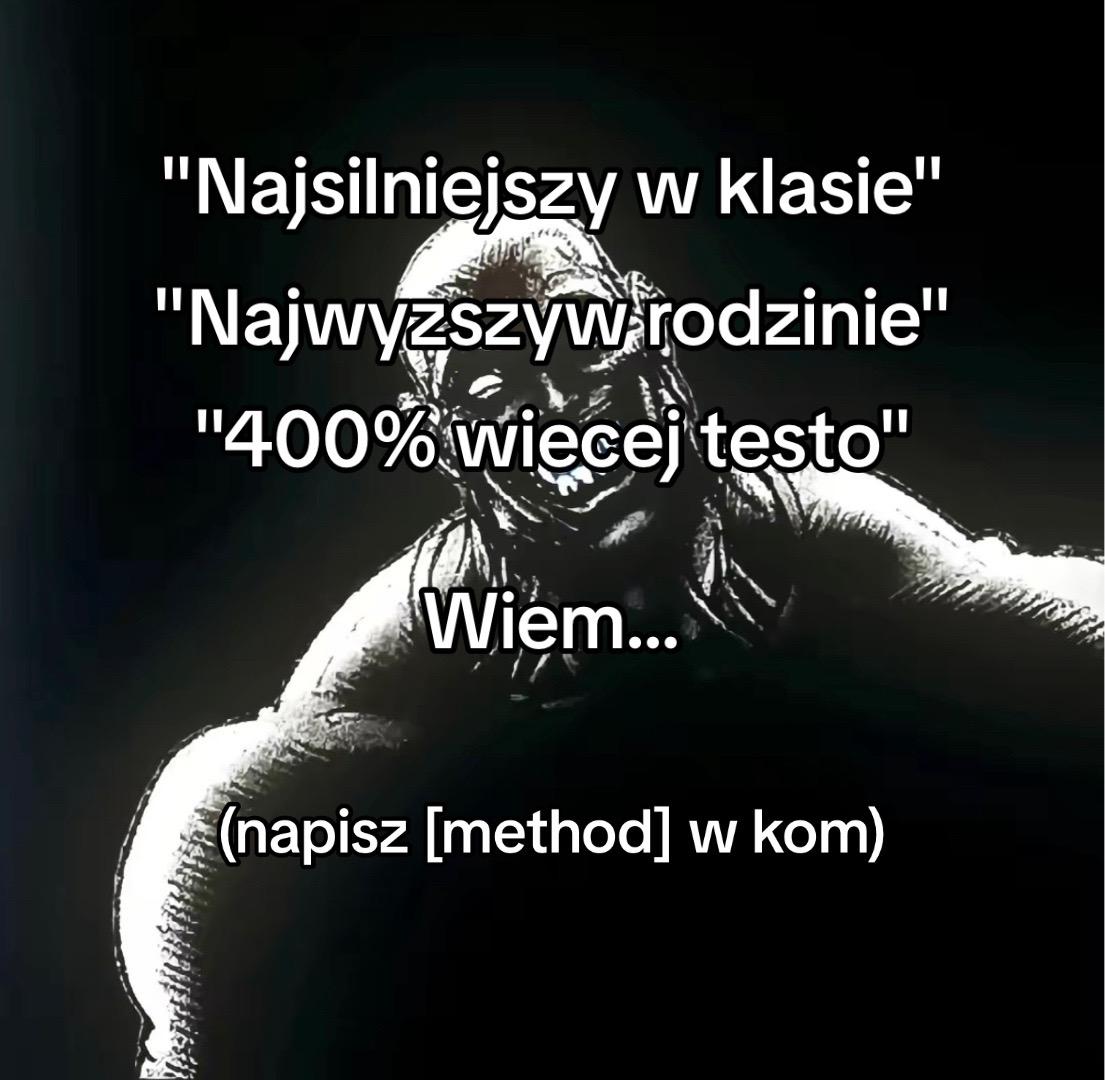 "Najsilniejszy w klasie"
"Najwyzszyw rodzinie"
"400% wiecej testo"
Wiem...
(napisz [method] w kom)